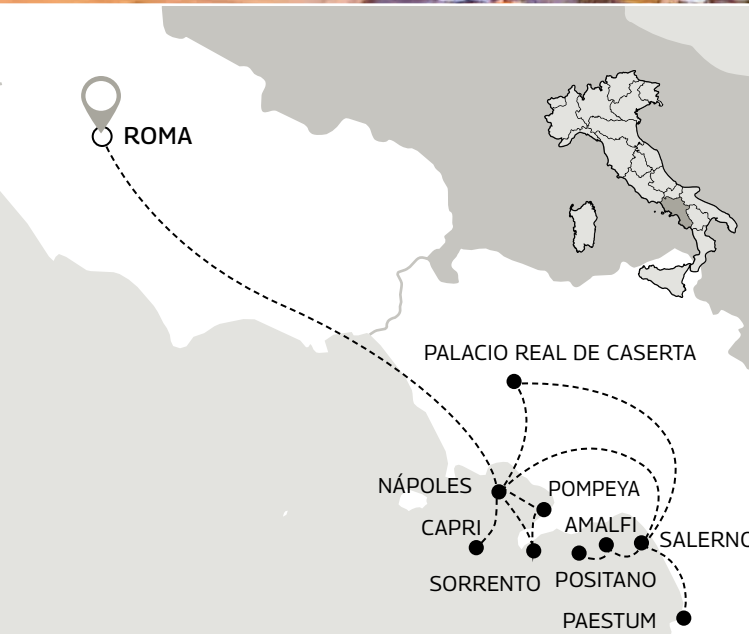 ROMA
PALACIO REAL DE CASERTA
NÁPOLES
POMPEYA
CAPRI
AMALFI
SALERNO
SORRENTO
POSITANO
PAESTUM